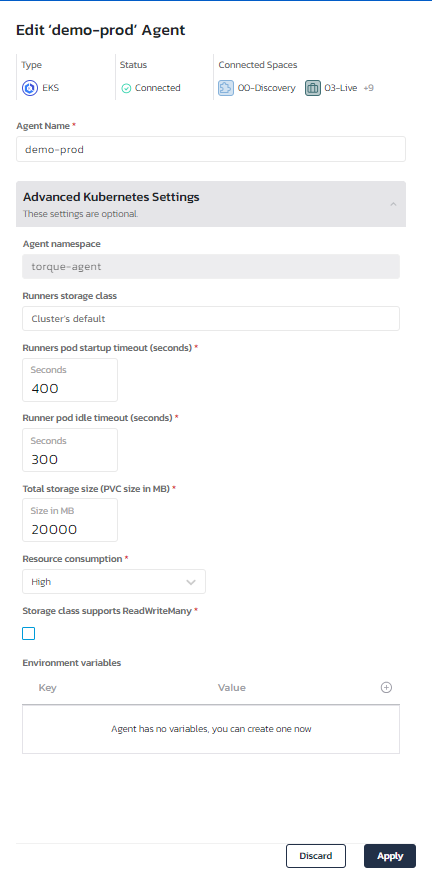 Edit ‘demo-prod’ Agent
Type
Status
Connected Spaces
EKS
Connected
00-Discovery
03-Live
+9
Agent Name *
demo-prod
Advanced Kubernetes Settings
These settings are optional.
Agent namespace
torque-agent
Runners storage class
Cluster's default
Runners pod startup timeout (seconds) *
Seconds
400
Runner pod idle timeout (seconds) *
Seconds
300
Total storage size (PVC size in MB) *
Size in MB
20000
Resource consumption *
High
Storage class supports ReadWriteMany *
Environment variables
Key
Value
Agent has no variables, you can create one now
Discard
Apply